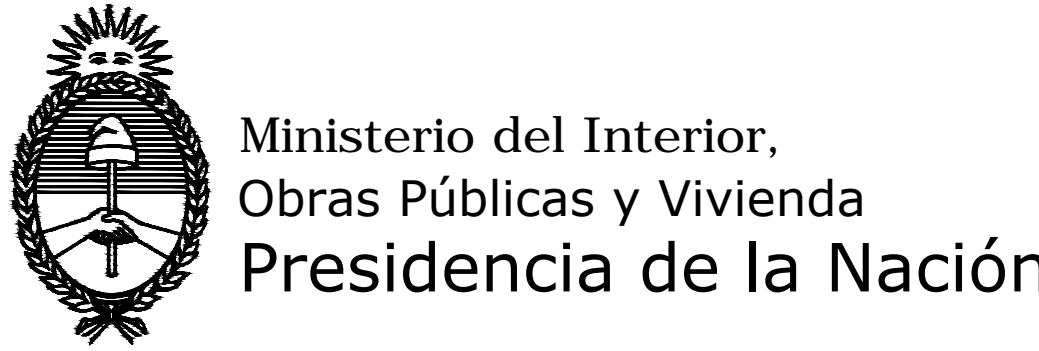 Ministerio del Interior,
Obras Públicas y Vivienda
Presidencia de la Nación